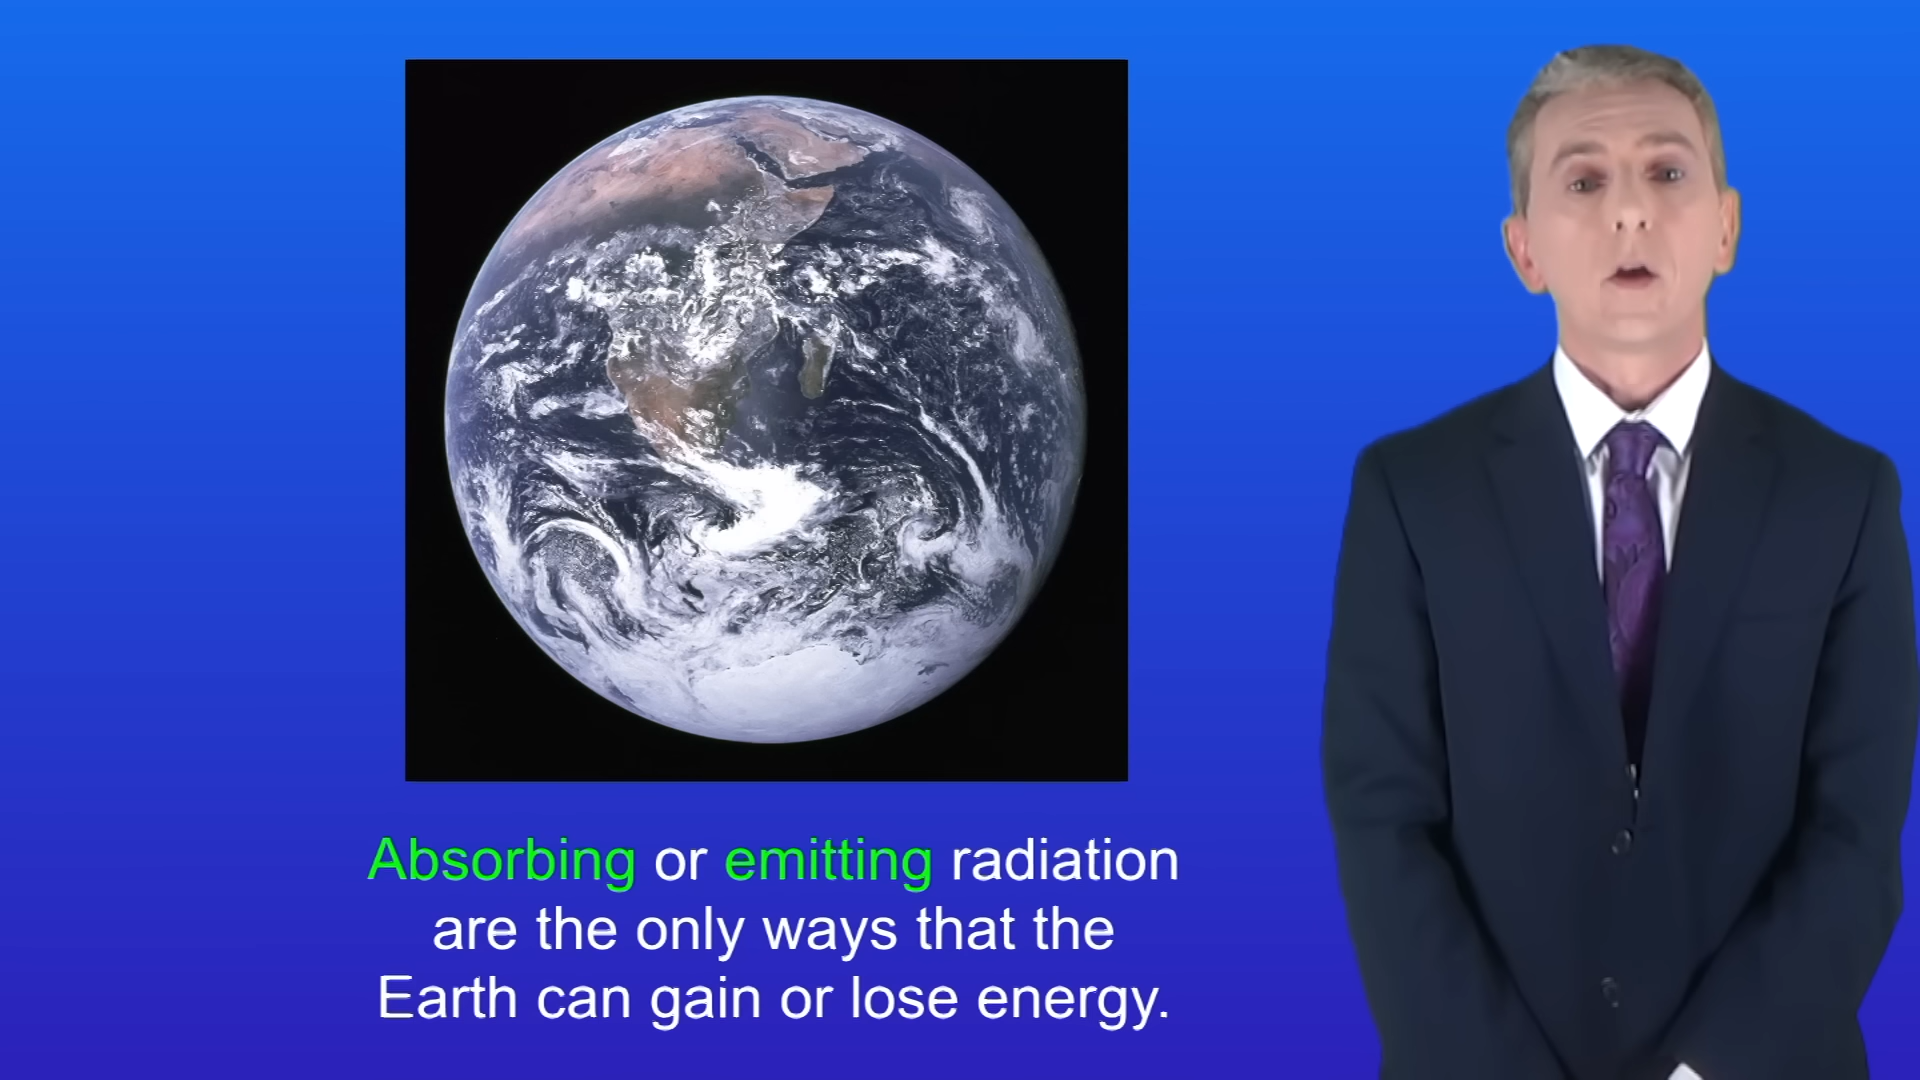 Absorbing or emitting radiation
are the only ways that the
Earth can gain or lose energy.